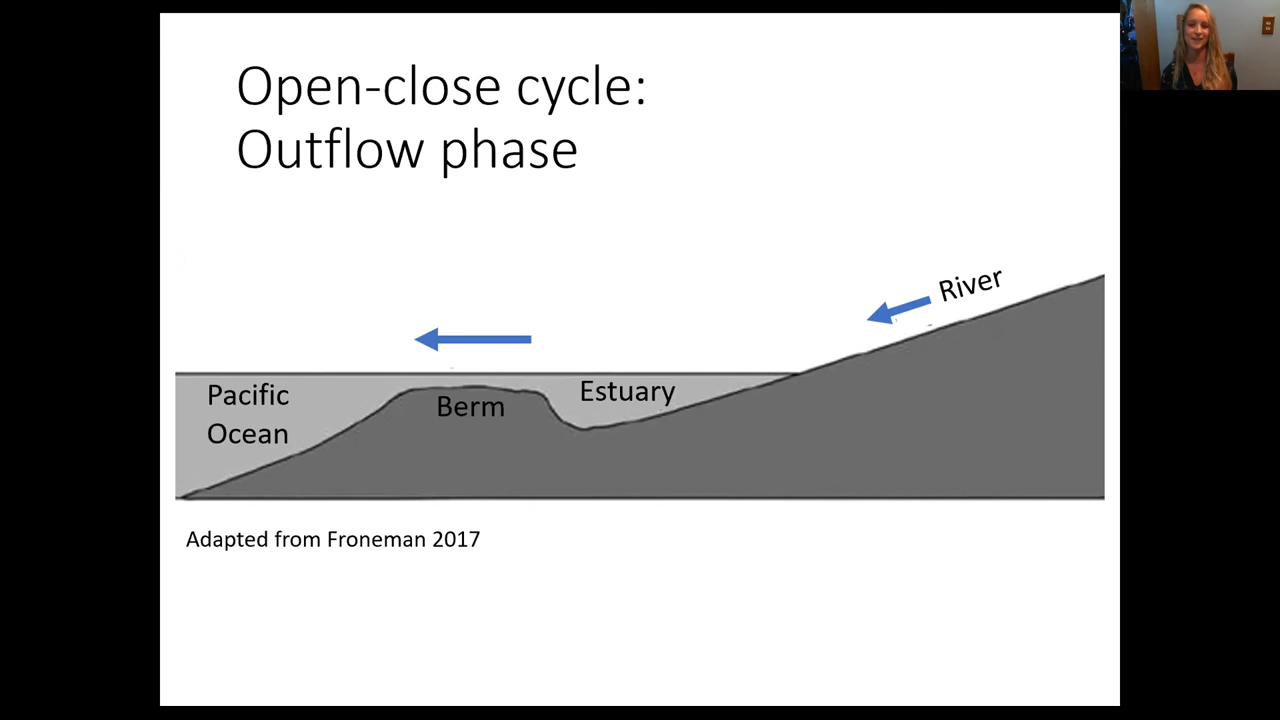 Open-close cycle:
Outflow phase
River
Pacific
Ocean
Berm
Estuary
Adapted from Froneman 2017